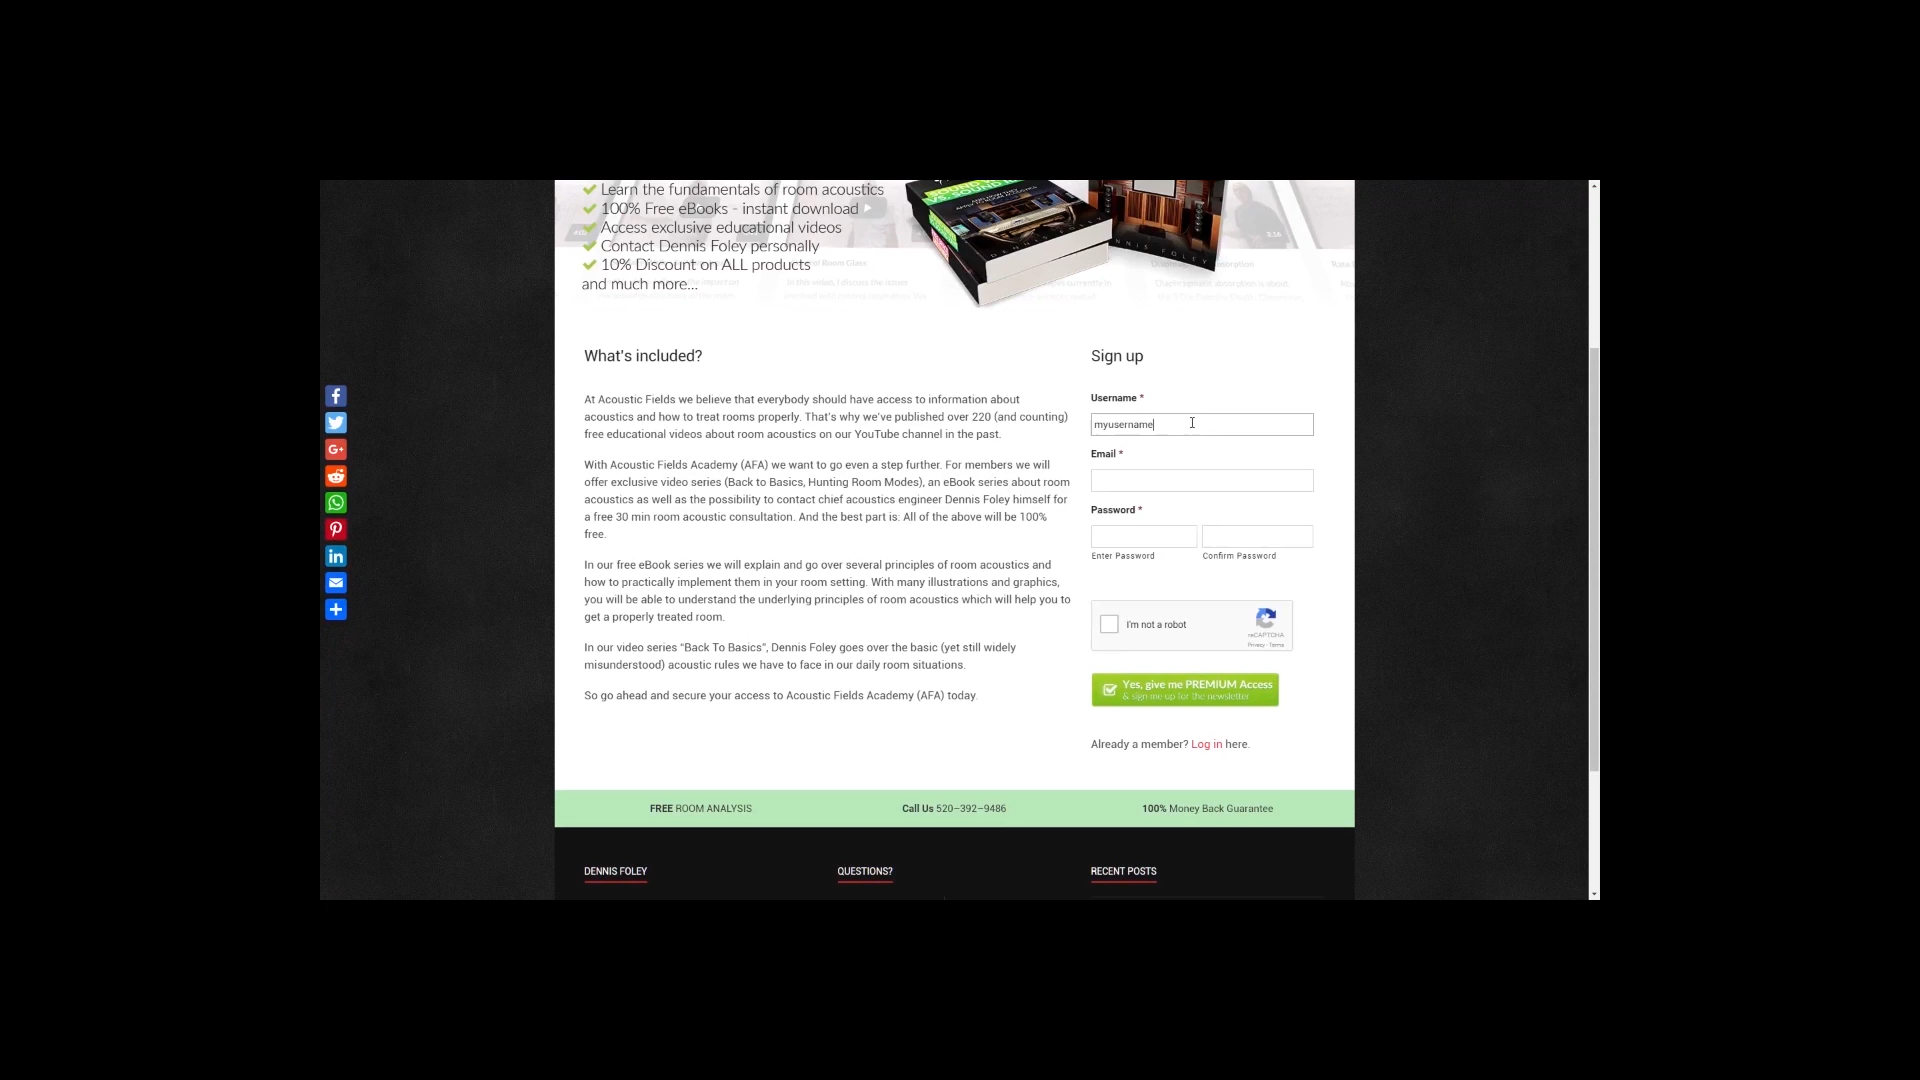 Learn the fundamentals of room acoustics
100% Free eBooks - instant download
Access exclusive educational videos
Contact Dennis Foley personally
10% Discount on ALL products
and much more...
NNIS FOLEY
3:16
What's included?
At Acoustic Fields we believe that everybody should have access to information about
acoustics and how to treat rooms properly. That's why we've published over 220 (and counting)
free educational videos about room acoustics on our YouTube channel in the past.
With Acoustic Fields Academy (AFA) we want to go even a step further. For members we will
offer exclusive video series (Back to Basics, Hunting Room Modes), an eBook series about room
acoustics as well as the possibility to contact chief acoustics engineer Dennis Foley himself for
a free 30 min room acoustic consultation. And the best part is: All of the above will be 100%
free.
In our free eBook series we will explain and go over several principles of room acoustics and
how to practically implement them in your room setting. With many illustrations and graphics,
you will be able to understand the underlying principles of room acoustics which will help you to
get a properly treated room.
In our video series “Back To Basics”, Dennis Foley goes over the basic (yet still widely
misunderstood) acoustic rules we have to face in our daily room situations.
So go ahead and secure your access to Acoustic Fields Academy (AFA) today.
Sign up
Username *
myusername
Email *
Password *
Enter Password
Confirm Password
I'm not a robot
reCAPTCHA
Privacy - Terms
Yes, give me PREMIUM Access
& sign me up for the newsletter
Already a member? Log in here.
FREE ROOM ANALYSIS
Call Us 520–392–9486
100% Money Back Guarantee
DENNIS FOLEY
QUESTIONS?
RECENT POSTS